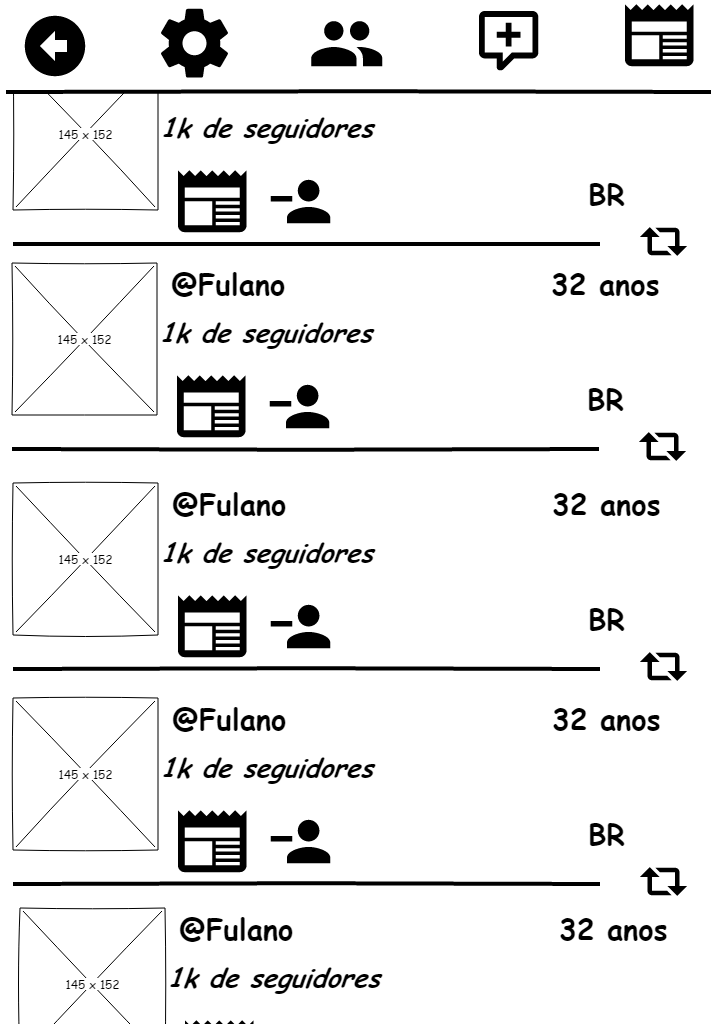 145 x 152
1k de seguidores
BR
@Fulano 32 anos
145 x 152
1k de seguidores
BR
@Fulano 32 anos
145 x 152
1k de seguidores
BR
@Fulano 32 anos
145 x 152
1k de seguidores
BR
@Fulano 32 anos
145 x 152
1k de seguidores